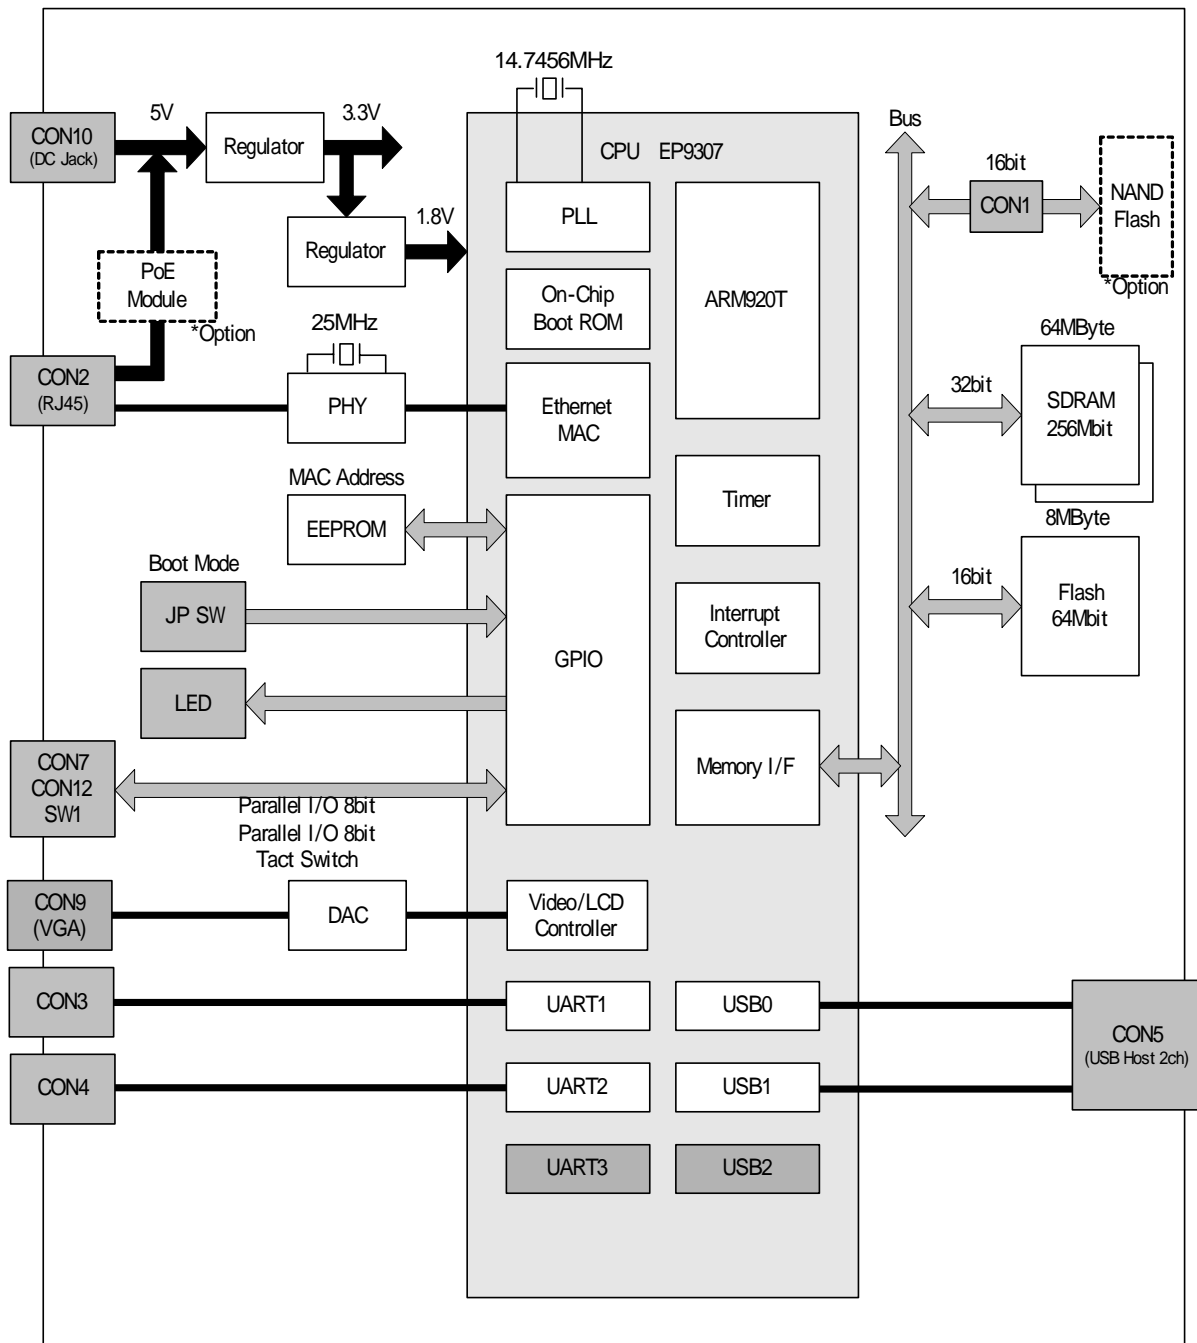 14.7456MHz
5V
3.3V
CON10
(DC Jack)
Regulator
CPU EP9307
Bus
16bit
CON1
NAND
Flash
*Option
PLL
1.8V
Regulator
PoE
Module
*Option
On-Chip
Boot ROM
ARM920T
25MHz
64MByte
CON2
(RJ45)
PHY
Ethernet
MAC
32bit
SDRAM
256Mbit
MAC Address
EEPROM
Timer
8MByte
Boot Mode
JP SW
16bit
Flash
64Mbit
Interrupt
Controller
GPIO
LED
CON7
CON12
SW1
Memory I/F
Parallel I/O 8bit
Parallel I/O 8bit
Tact Switch
CON9
(VGA)
DAC
Video/LCD
Controller
CON3
UART1
USB0
CON5
(USB Host 2ch)
CON4
UART2
USB1
UART3
USB2